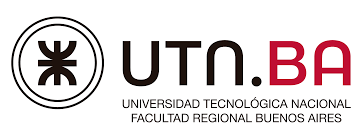 UTN.BA
UNIVERSIDAD TECNOLÓGICA NACIONAL
FACULTAD REGIONAL BUENOS AIRES